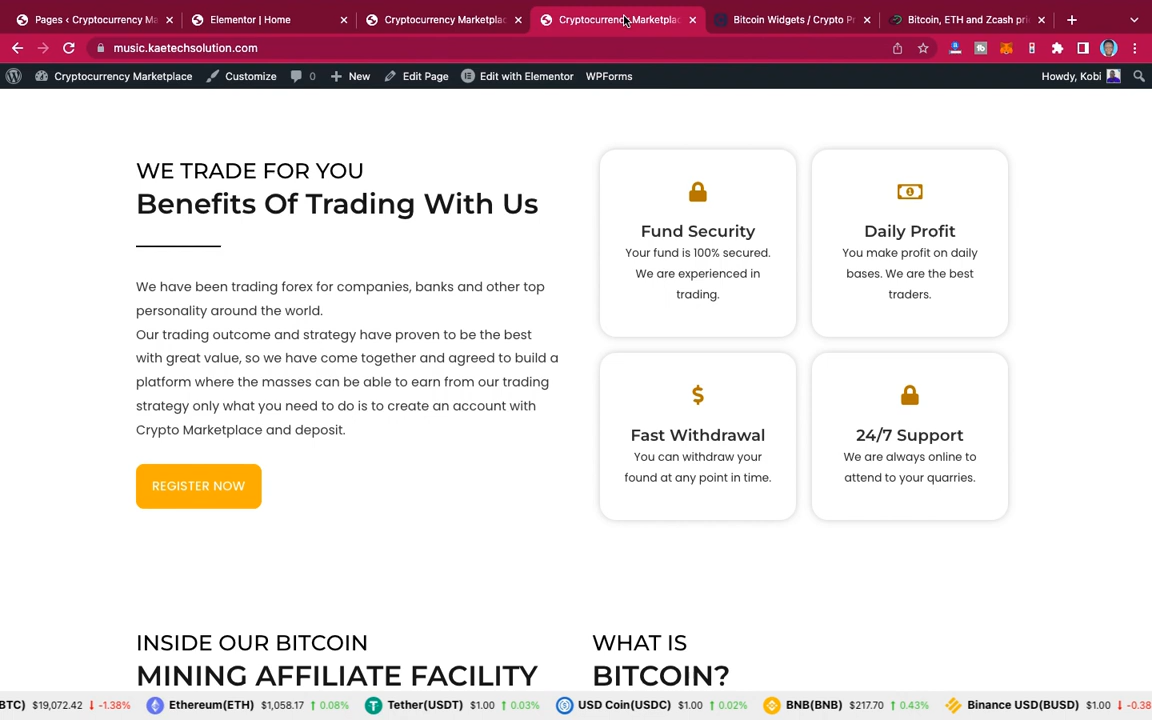 Pages ‹ Cryptocurrency Ma
Elementor | Home
Cryptocurrency Marketplac
Cryptocurrency Marketplac
Bitcoin Widgets / Crypto Pr
Bitcoin, ETH and Zcash pri
music.kaetechsolution.com
Cryptocurrency Marketplace
Customize
0
New
Edit Page
Edit with Elementor
WPForms
Howdy, Kobi
WE TRADE FOR YOU
Benefits Of Trading With Us
We have been trading forex for companies, banks and other top
personality around the world.
Our trading outcome and strategy have proven to be the best
with great value, so we have come together and agreed to build a
platform where the masses can be able to earn from our trading
strategy only what you need to do is to create an account with
Crypto Marketplace and deposit.
REGISTER NOW
Fund Security
Your fund is 100% secured.
We are experienced in
trading.
Daily Profit
You make profit on daily
bases. We are the best
traders.
Fast Withdrawal
You can withdraw your
found at any point in time.
24/7 Support
We are always online to
attend to your quarries.
INSIDE OUR BITCOIN
MINING AFFILIATE FACILITY
WHAT IS
BITCOIN?
BTC) $19,072.42 ↓ -1.38% Ethereum(ETH) $1,058.17 ↑ 0.08% Tether(USDT) $1.00 ↑ 0.03% USD Coin(USDC) $1.00 ↑ 0.02% BNB(BNB) $217.70 ↑ 0.43% Binance USD(BUSD) $1.00 ↓ -0.38